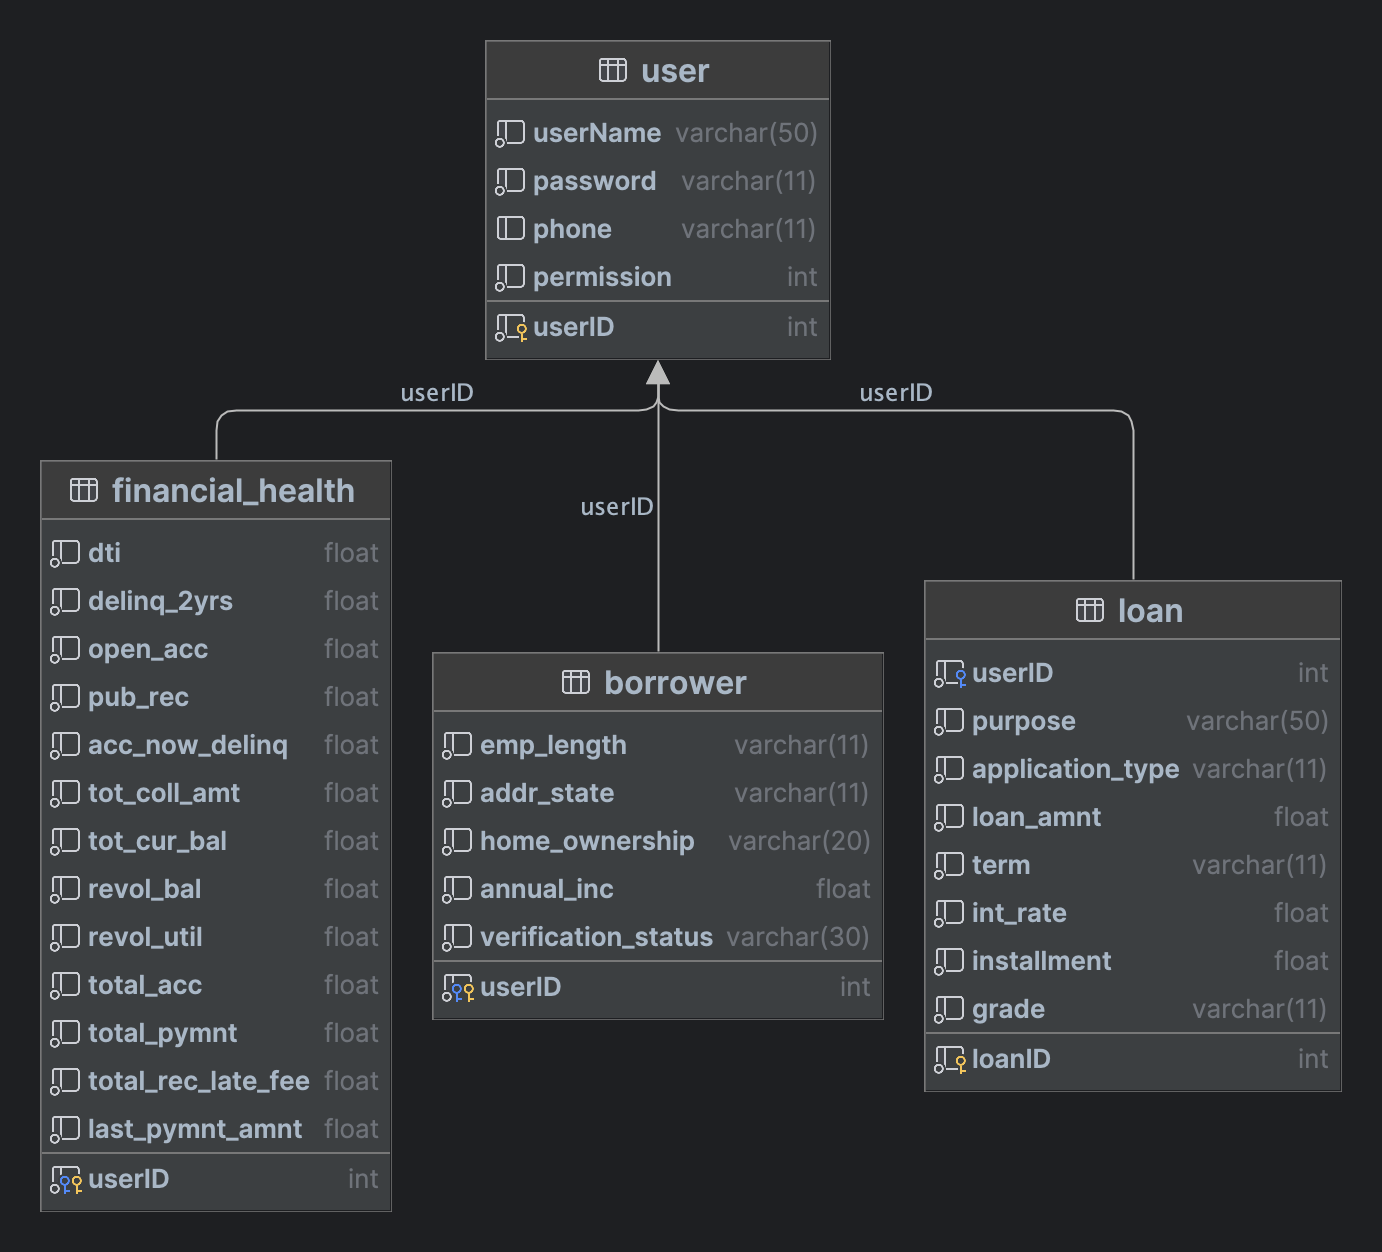 user
userName varchar(50)
password varchar(11)
phone varchar(11)
permission int
userID int
userID
userID
userID
financial_health
dti float
delinq_2yrs float
open_acc float
pub_rec float
acc_now_delinq float
tot_coll_amt float
tot_cur_bal float
revol_bal float
revol_util float
total_acc float
total_pymnt float
total_rec_late_fee float
last_pymnt_amnt float
userID int
borrower
emp_length varchar(11)
addr_state varchar(11)
home_ownership varchar(20)
annual_inc float
verification_status varchar(30)
userID int
loan
userID int
purpose varchar(50)
application_type varchar(11)
loan_amnt float
term varchar(11)
int_rate float
installment float
grade varchar(11)
loanID int